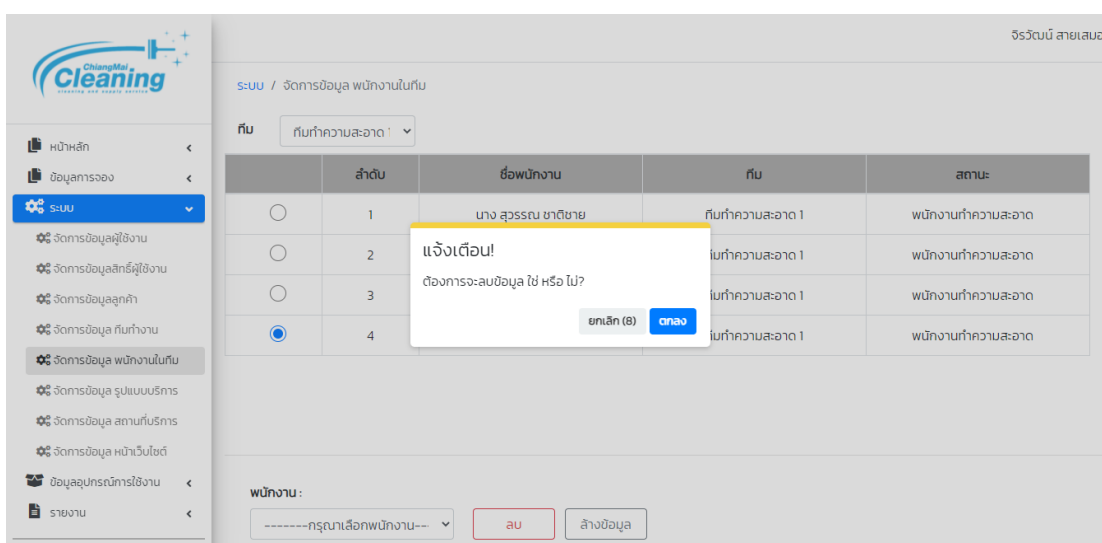 จิรวัฒน์ สายเสมอ
ChiangMai
Cleaning
cleaning and supply service
ระบบ / จัดการข้อมูล พนักงานในทีม
ทีม ทีมทำความสะอาด
หน้าหลัก
ข้อมูลการจอง
ระบบ
จัดการข้อมูลผู้ใช้งาน
จัดการข้อมูลสิทธิ์ผู้ใช้งาน
จัดการข้อมูลลูกค้า
จัดการข้อมูล ทีมทำงาน
จัดการข้อมูล พนักงานในทีม
จัดการข้อมูล รูปแบบบริการ
จัดการข้อมูล สถานที่บริการ
จัดการข้อมูล หน้าเว็บไซต์
ข้อมูลอุปกรณ์การใช้งาน
รายงาน
ลำดับ ชื่อพนักงาน ทีม สถานะ
1 นาง สุวรรณ ชาติชาย ทีมทำความสะอาด 1 พนักงานทำความสะอาด
2 ทีมทำความสะอาด 1 พนักงานทำความสะอาด
3 ทีมทำความสะอาด 1 พนักงานทำความสะอาด
4 ทีมทำความสะอาด 1 พนักงานทำความสะอาด
แจ้งเตือน!
ต้องการจะลบข้อมูล ใช่ หรือ ไม่?
ยกเลิก (8) ตกลง
พนักงาน :
-------กรุณาเลือกพนักงาน--- ลบ ล้างข้อมูล